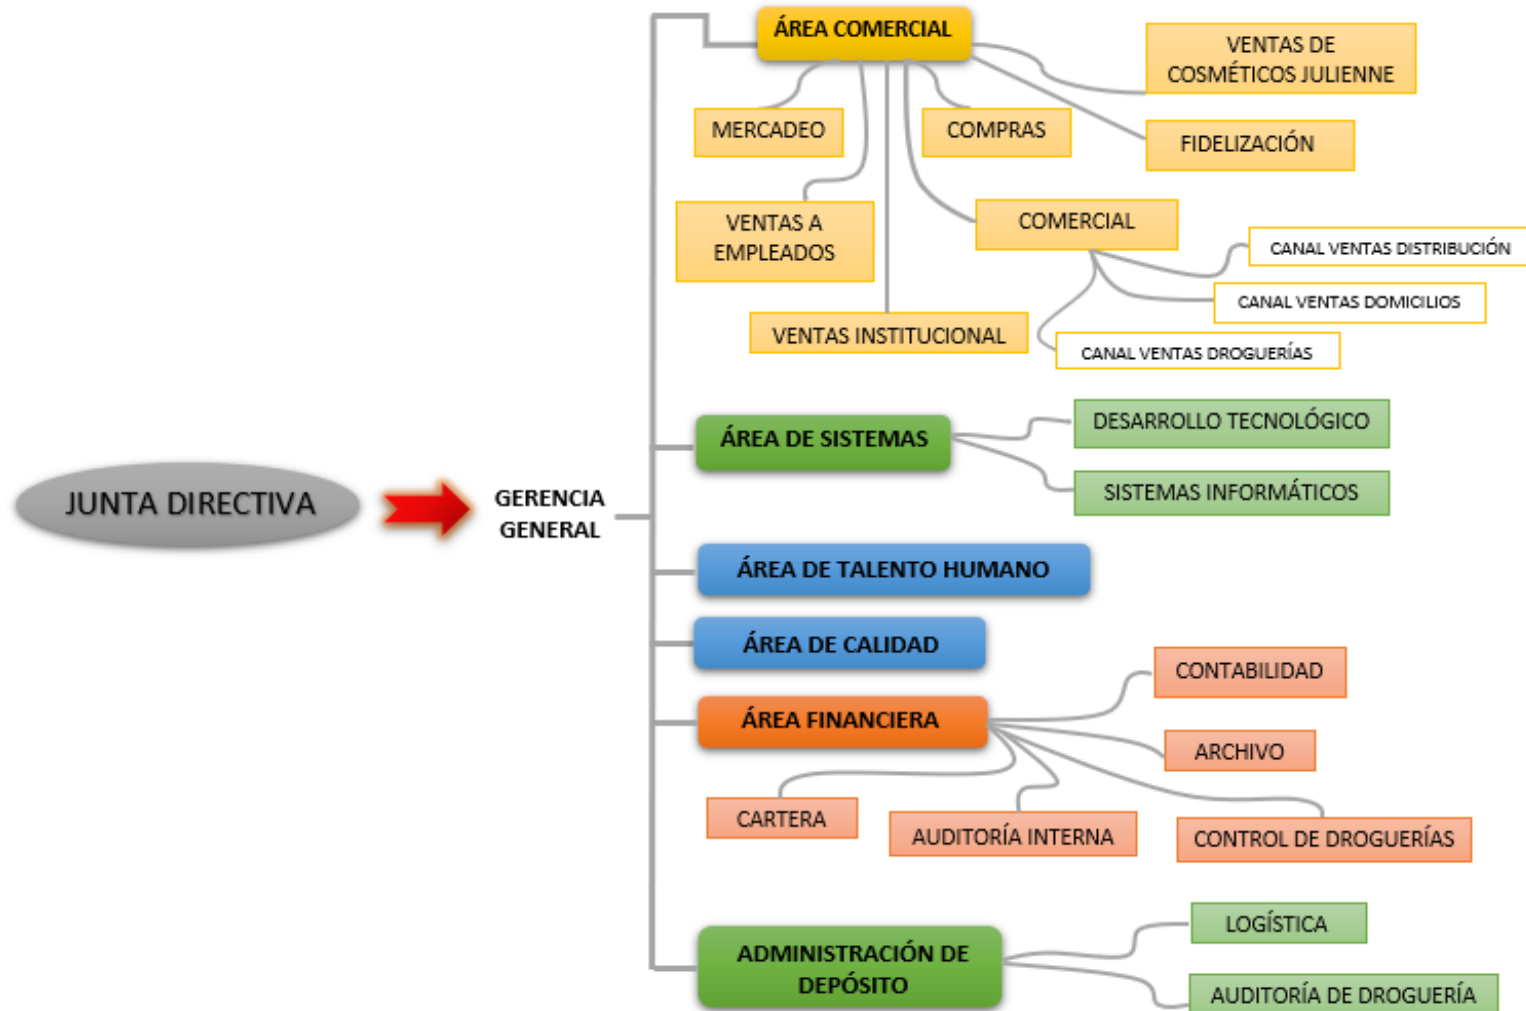 ÁREA COMERCIAL
VENTAS DE
COSMÉTICOS JULIENNE
MERCADEO
COMPRAS
FIDELIZACIÓN
VENTAS A
EMPLEADOS
COMERCIAL
CANAL VENTAS DISTRIBUCIÓN
CANAL VENTAS DOMICILIOS
VENTAS INSTITUCIONAL
CANAL VENTAS DROGUERÍAS
ÁREA DE SISTEMAS
DESARROLLO TECNOLÓGICO
SISTEMAS INFORMÁTICOS
JUNTA DIRECTIVA
GERENCIA
GENERAL
ÁREA DE TALENTO HUMANO
ÁREA DE CALIDAD
ÁREA FINANCIERA
CONTABILIDAD
ARCHIVO
CARTERA
AUDITORÍA INTERNA
CONTROL DE DROGUERÍAS
ADMINISTRACIÓN DE
DEPÓSITO
LOGÍSTICA
AUDITORÍA DE DROGUERÍA